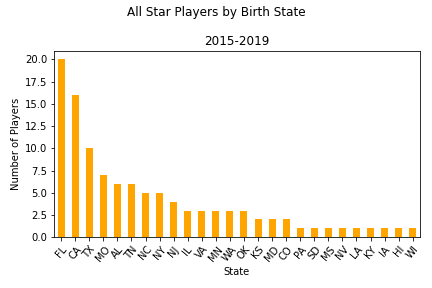 All Star Players by Birth State
2015-2019
20.0
17.5
15.0
12.5
10.0
7.5
5.0
2.5
0.0
Number of Players
FL CA TX MO AL TN NC NY NJ IL VA MN WA OK KS MD CO PA SD MS NV LA KY IA HI WI
State